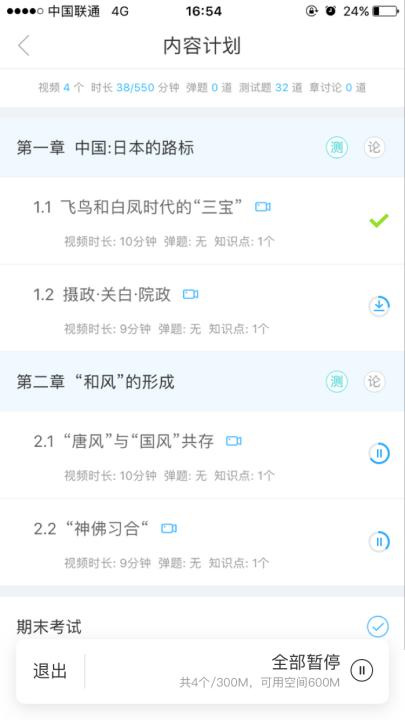 中国联通 4G 16:54 24%
内容计划
视频 4 个 时长 38/550 分钟 弹题 0 道 测试题 32 道 章讨论 0 道
第一章 中国:日本的路标 测 论
1.1 飞鸟和白凤时代的“三宝”
视频时长: 10分钟 弹题: 无 知识点: 1个
1.2 摄政·关白·院政
视频时长: 9分钟 弹题: 无 知识点: 1个
第二章 “和风”的形成 测 论
2.1 “唐风”与“国风”共存
视频时长: 10分钟 弹题: 无 知识点: 1个
2.2 “神佛习合“
视频时长: 9分钟 弹题: 无 知识点: 1个
期末考试
退出
全部暂停
共4个/300M，可用空间600M